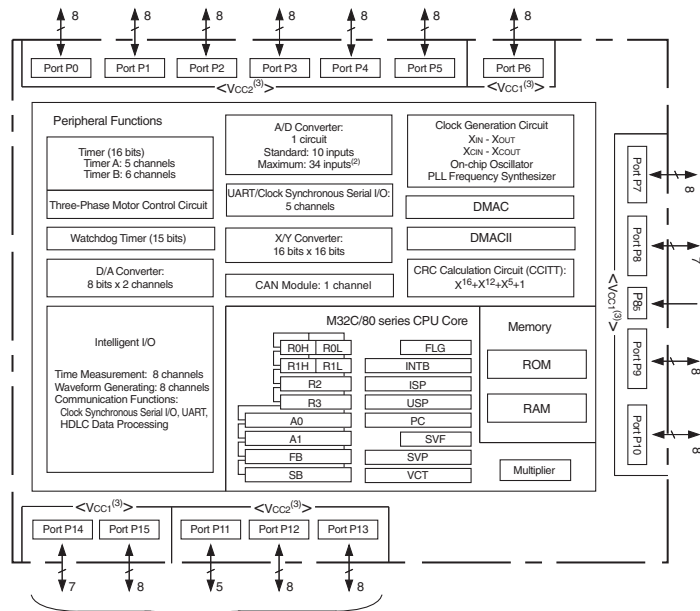 8 8 8 8 8 8 8
Port P0 Port P1 Port P2 Port P3 Port P4 Port P5 Port P6
<VCC2(3)> <VCC1(3)>
Peripheral Functions
Timer (16 bits)
Timer A: 5 channels
Timer B: 6 channels
Three-Phase Motor Control Circuit
Watchdog Timer (15 bits)
D/A Converter:
8 bits x 2 channels
Intelligent I/O
Time Measurement: 8 channels
Waveform Generating: 8 channels
Communication Functions:
Clock Synchronous Serial I/O, UART,
HDLC Data Processing
A/D Converter:
1 circuit
Standard: 10 inputs
Maximum: 34 inputs(2)
UART/Clock Synchronous Serial I/O:
5 channels
X/Y Converter:
16 bits x 16 bits
CAN Module: 1 channel
Clock Generation Circuit
XIN - XOUT
XCIN - XCOUT
On-chip Oscillator
PLL Frequency Synthesizer
DMAC
DMACII
CRC Calculation Circuit (CCITT):
X16+X12+X5+1
M32C/80 series CPU Core
R0H R0L
R1H R1L
R2
R3
A0
A1
FB
SB
FLG
INTB
ISP
USP
PC
SVF
SVP
VCT
Memory
ROM
RAM
Multiplier
<VCC1(3)>
Port P7 8
Port P8 7
P85
Port P9 8
Port P10 8
<VCC1(3)> <VCC2(3)>
Port P14 Port P15 Port P11 Port P12 Port P13
7 8 5 8 8